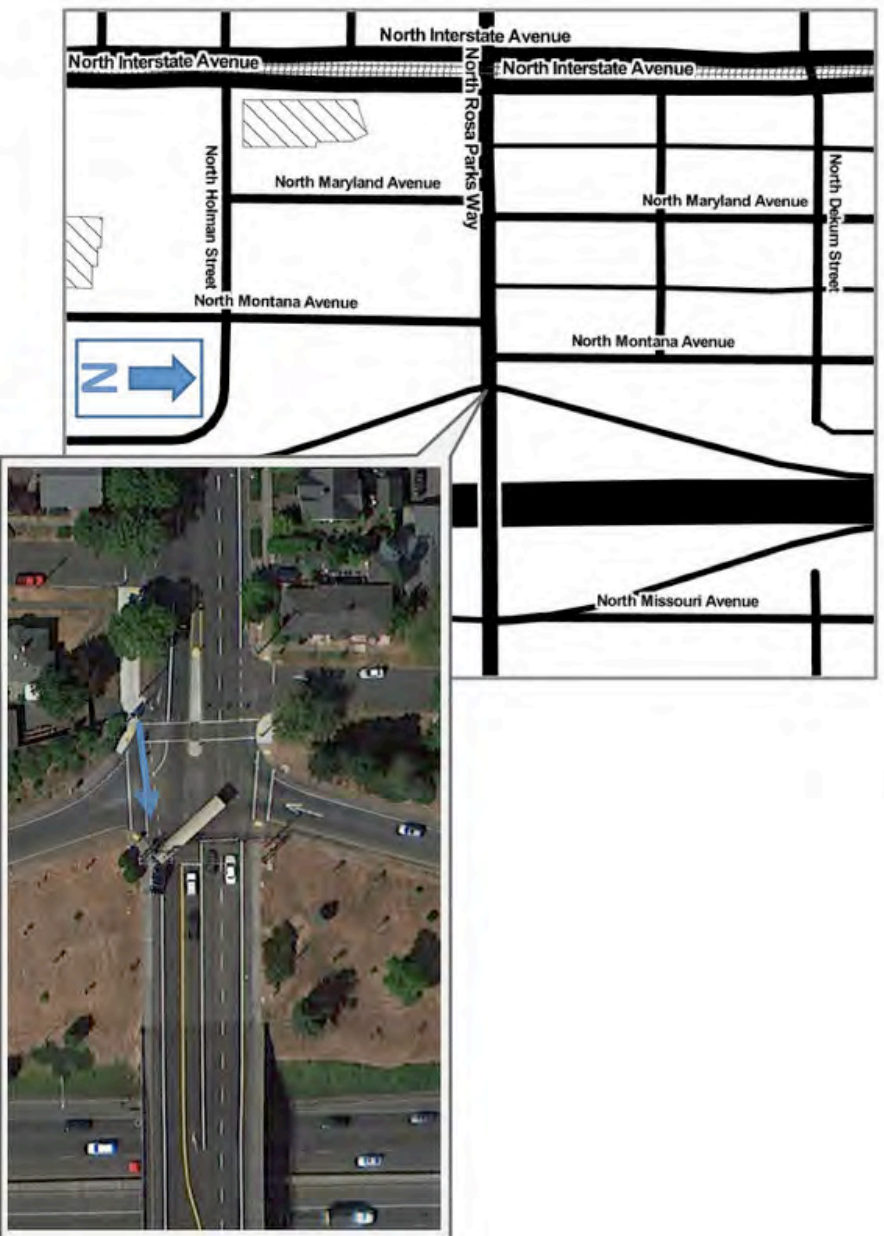 North Interstate Avenue
North Interstate Avenue
North Interstate Avenue
North Rosa Parks Way
North Holman Street
North Maryland Avenue
North Maryland Avenue
North Dekum Street
North Montana Avenue
North Montana Avenue
N
North Missouri Avenue